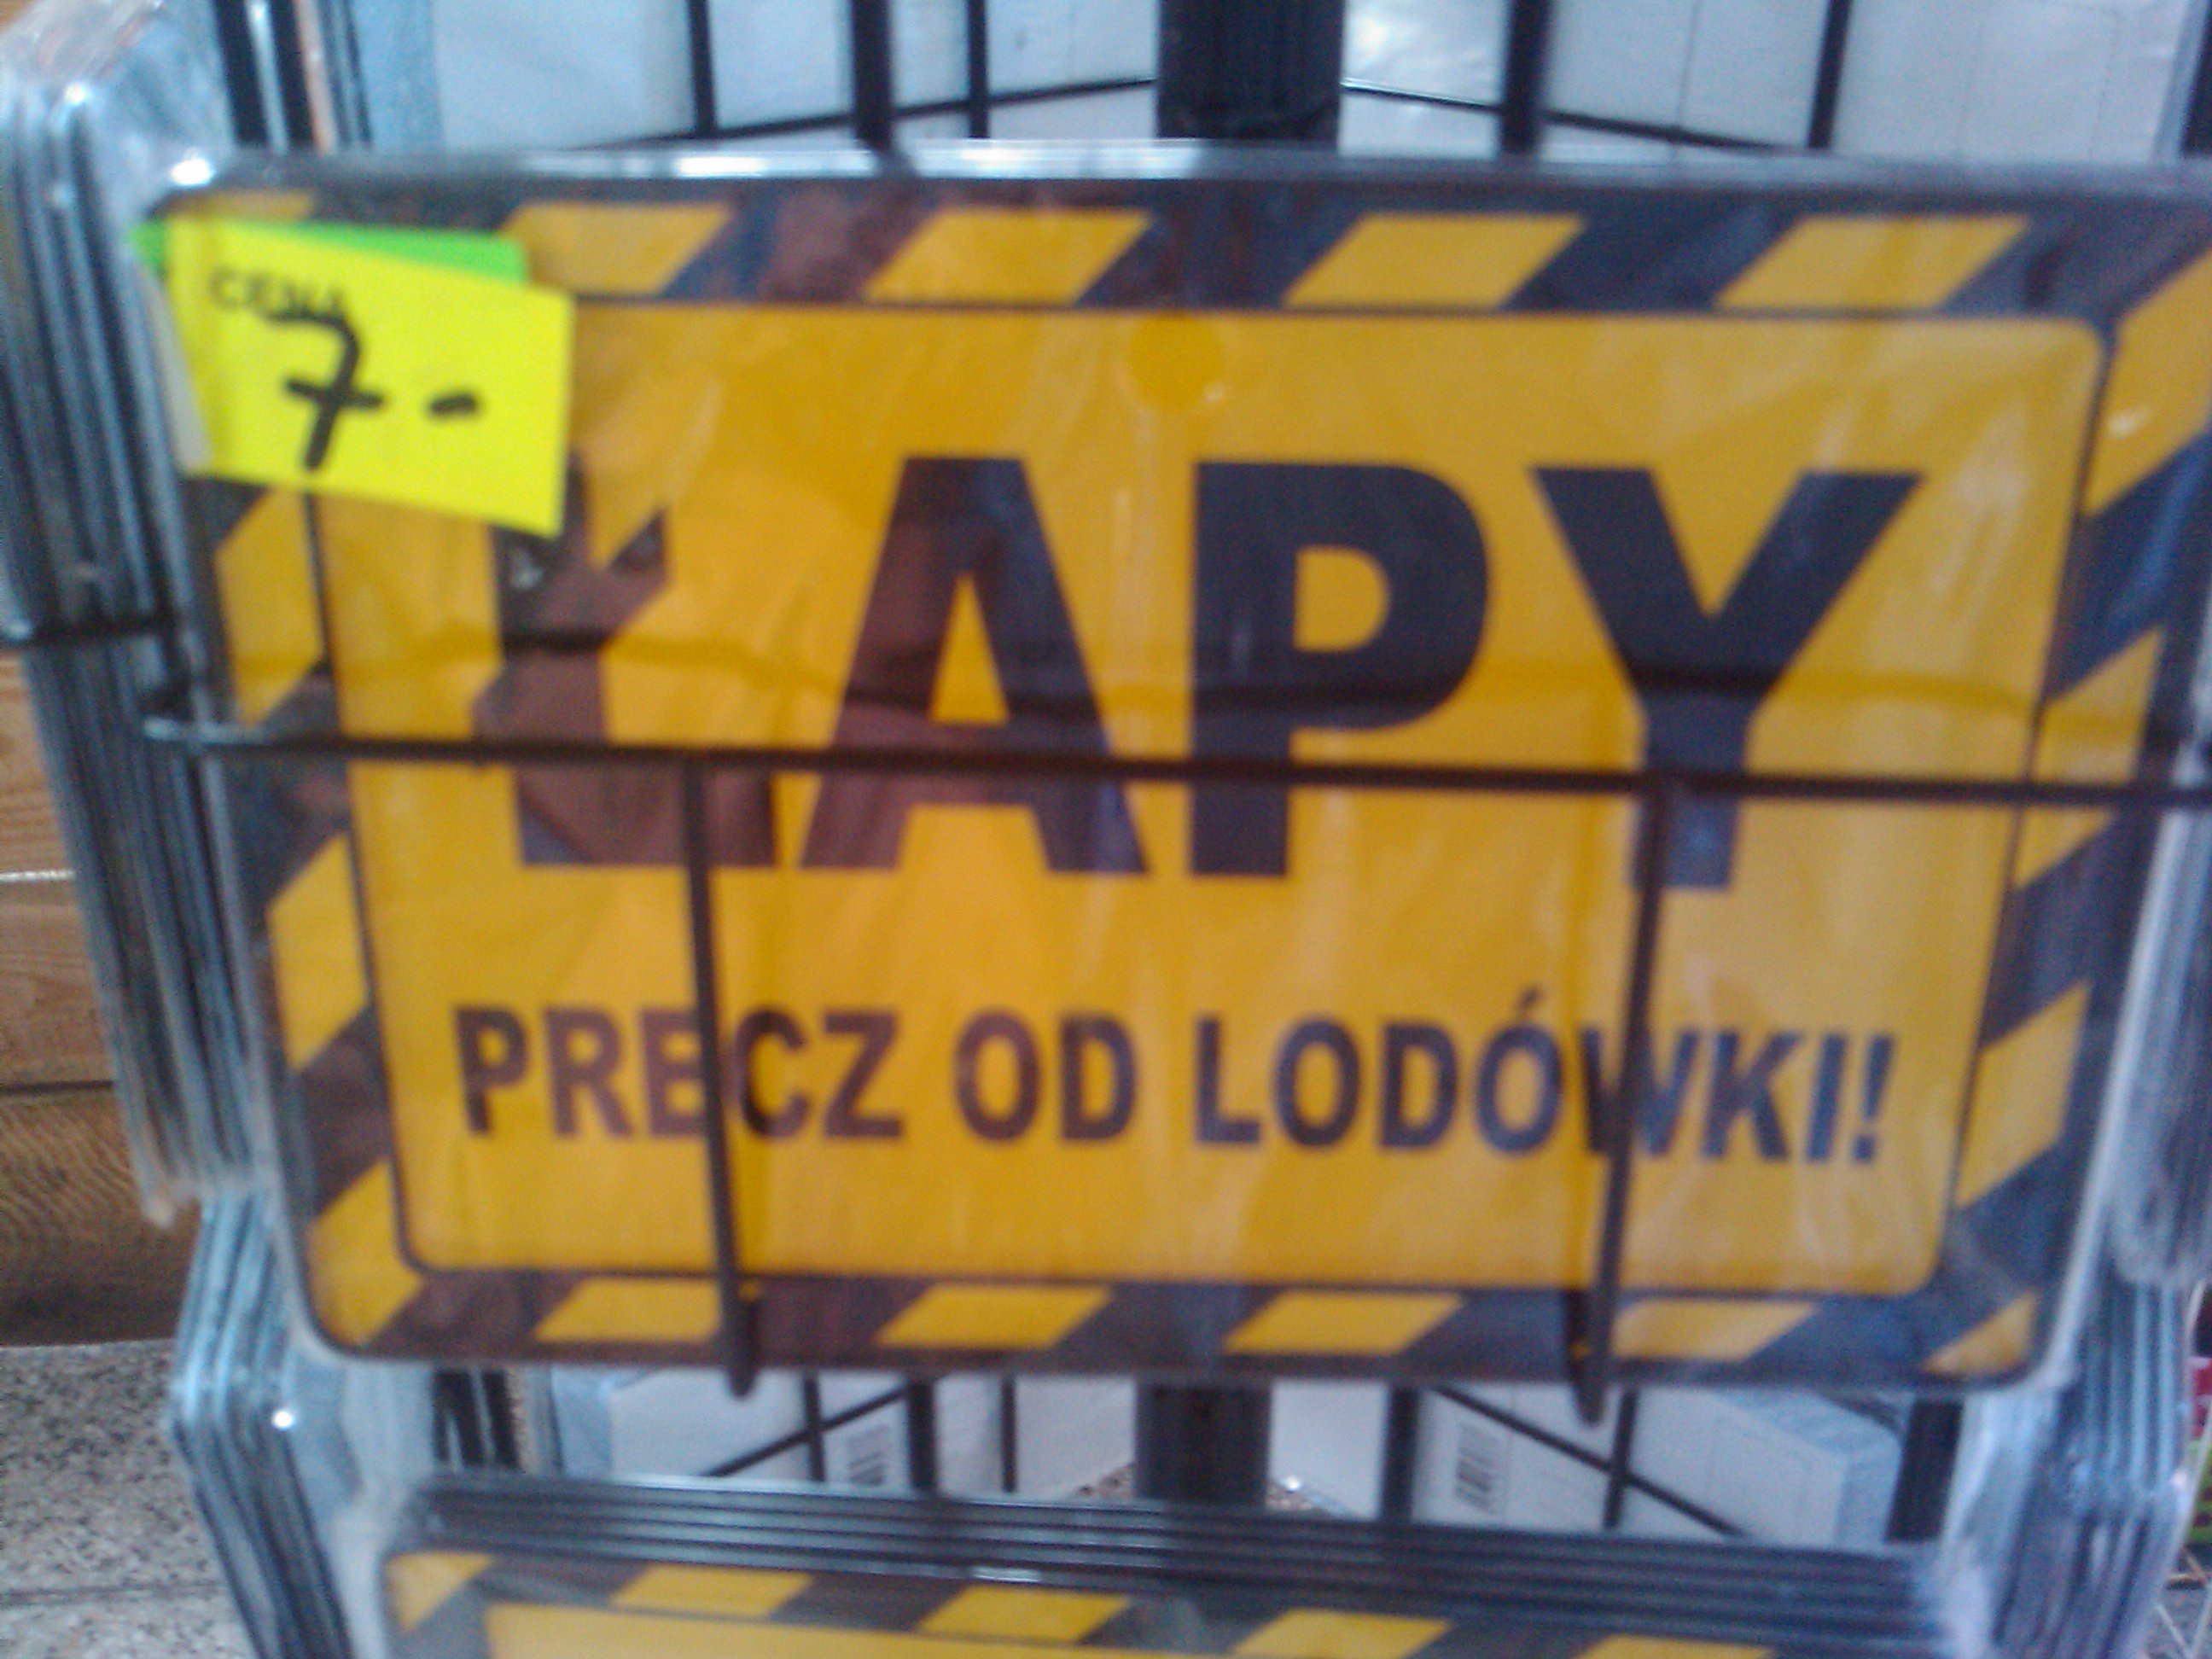 cena
7-
ŁAPY
PRECZ OD LODÓWKI!